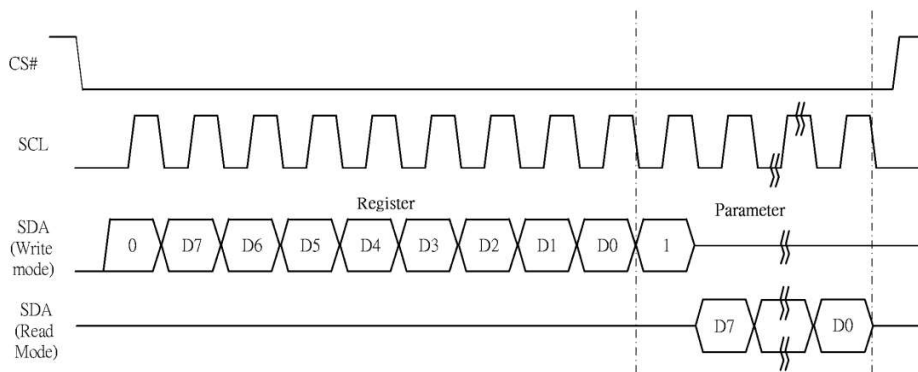 CS#
SCL
Register
Parameter
SDA
(Write
mode)
0 D7 D6 D5 D4 D3 D2 D1 D0 1
SDA
(Read
Mode)
D7 D0